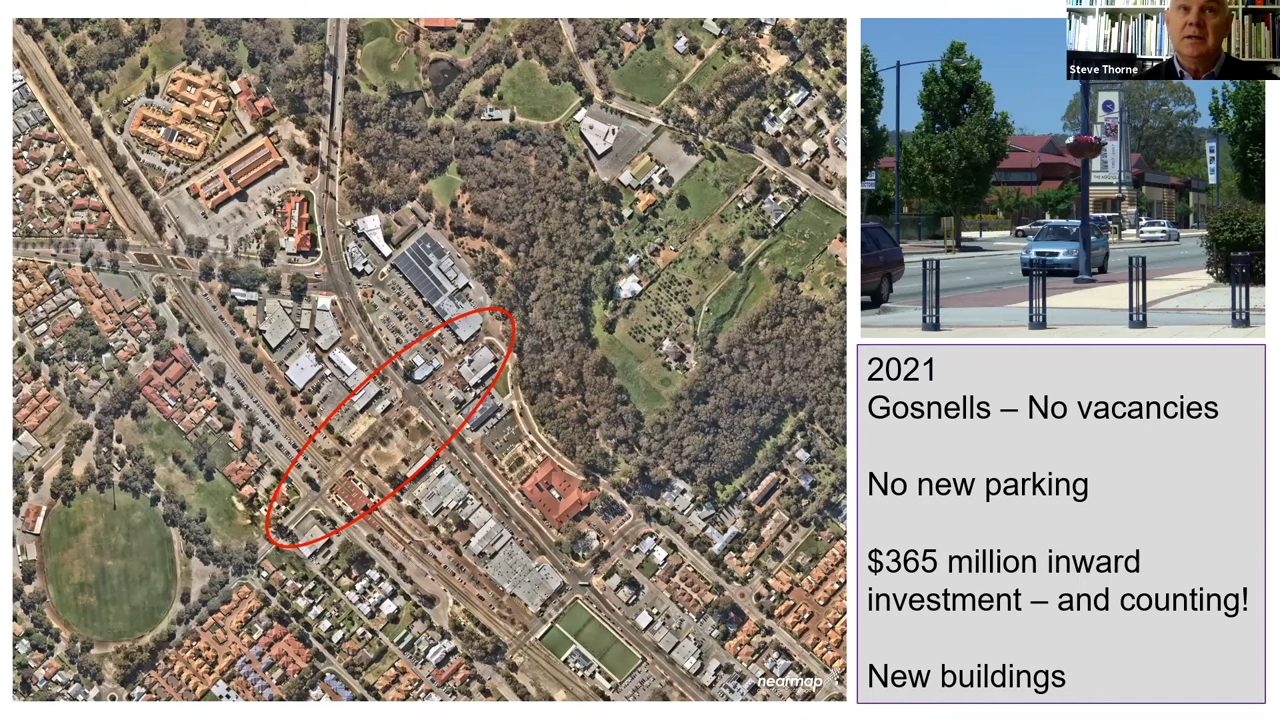 Steve Thorne
2021
Gosnells – No vacancies
No new parking
$365 million inward
investment – and counting!
New buildings
nearmap